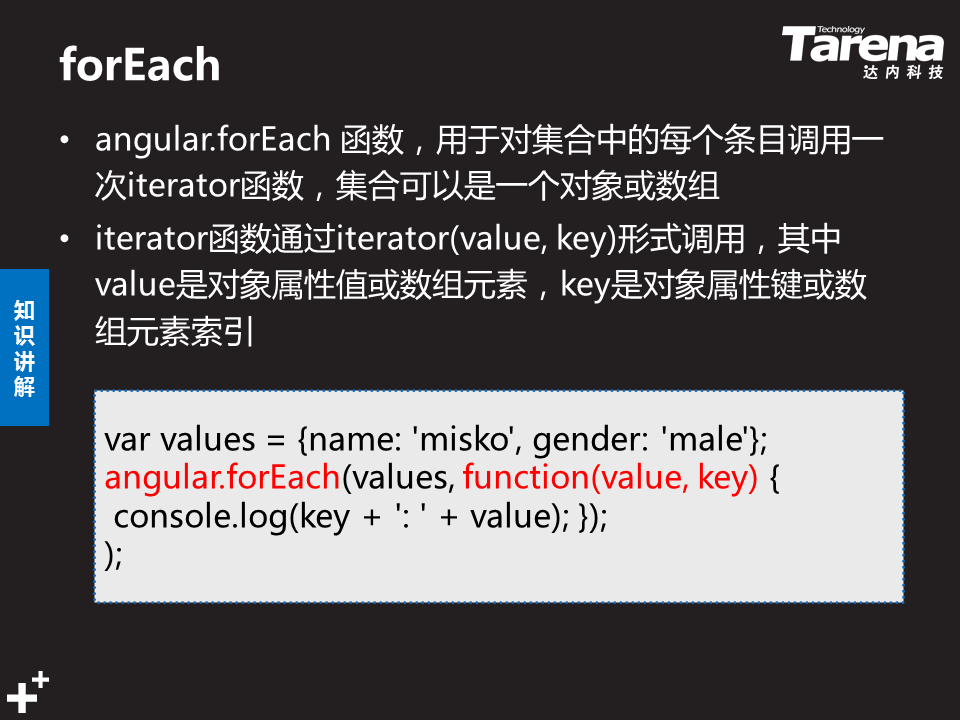 forEach
Technology
Tarena
达内科技
• angular.forEach 函数，用于对集合中的每个条目调用一
次iterator函数，集合可以是一个对象或数组
• iterator函数通过iterator(value, key)形式调用，其中
value是对象属性值或数组元素，key是对象属性键或数
组元素索引
知
识
讲
解
var values = {name: 'misko', gender: 'male'};
angular.forEach(values, function(value, key) {
console.log(key + ': ' + value); });
);